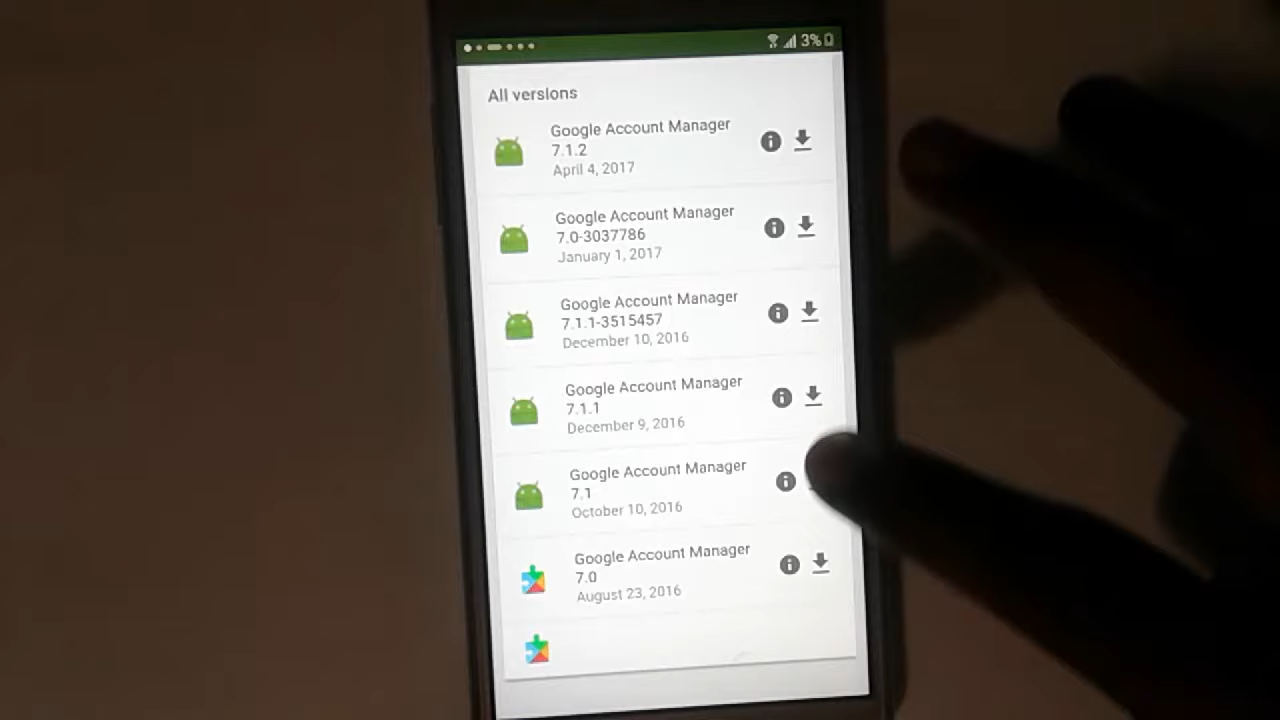 3%
All versions
Google Account Manager
7.1.2
April 4, 2017
Google Account Manager
7.0-3037786
January 1, 2017
Google Account Manager
7.1.1-3515457
December 10, 2016
Google Account Manager
7.1.1
December 9, 2016
Google Account Manager
7.1
October 10, 2016
Google Account Manager
7.0
August 23, 2016